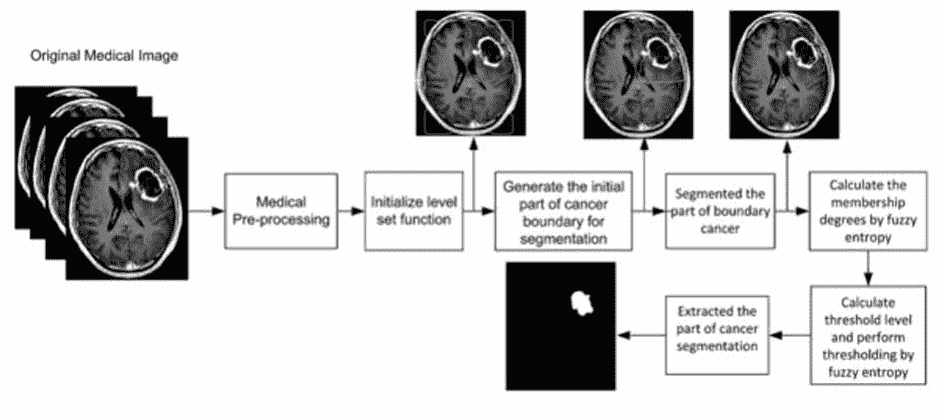 Original Medical Image
Medical
Pre-processing
Initialize level
set function
Generate the initial
part of cancer
boundary for
segmentation
Segmented the
part of boundary
cancer
Calculate the
membership
degrees by fuzzy
entropy
Calculate
threshold level
and perform
thresholding by
fuzzy entropy
Extracted the
part of cancer
segmentation